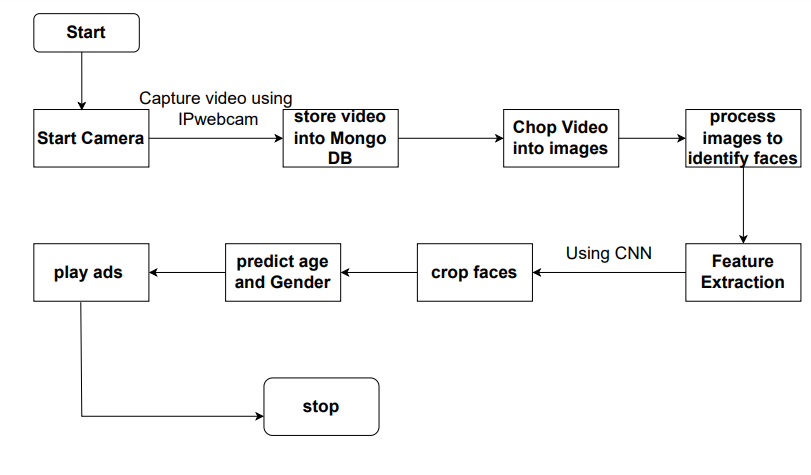 Start
Capture video using
IPwebcam
Start Camera
store video
into Mongo
DB
Chop Video
into images
process
images to
identify faces
Feature
Extraction
Using CNN
crop faces
predict age
and Gender
play ads
stop